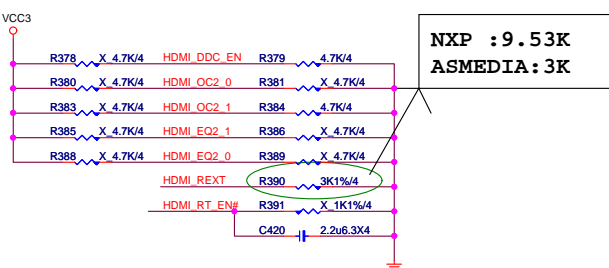 VCC3
NXP :9.53K
ASMEDIA:3K
R378 X_4.7K/4 HDMI_DDC_EN R379 4.7K/4
R380 X_4.7K/4 HDMI_OC2_0 R381 X_4.7K/4
R383 X_4.7K/4 HDMI_OC2_1 R384 4.7K/4
R385 X_4.7K/4 HDMI_EQ2_1 R386 X_4.7K/4
R388 X_4.7K/4 HDMI_EQ2_0 R389 X_4.7K/4
HDMI_REXT R390 3K1%/4
HDMI_RT_EN# R391 X_1K1%/4
C420 2.2u6.3X4